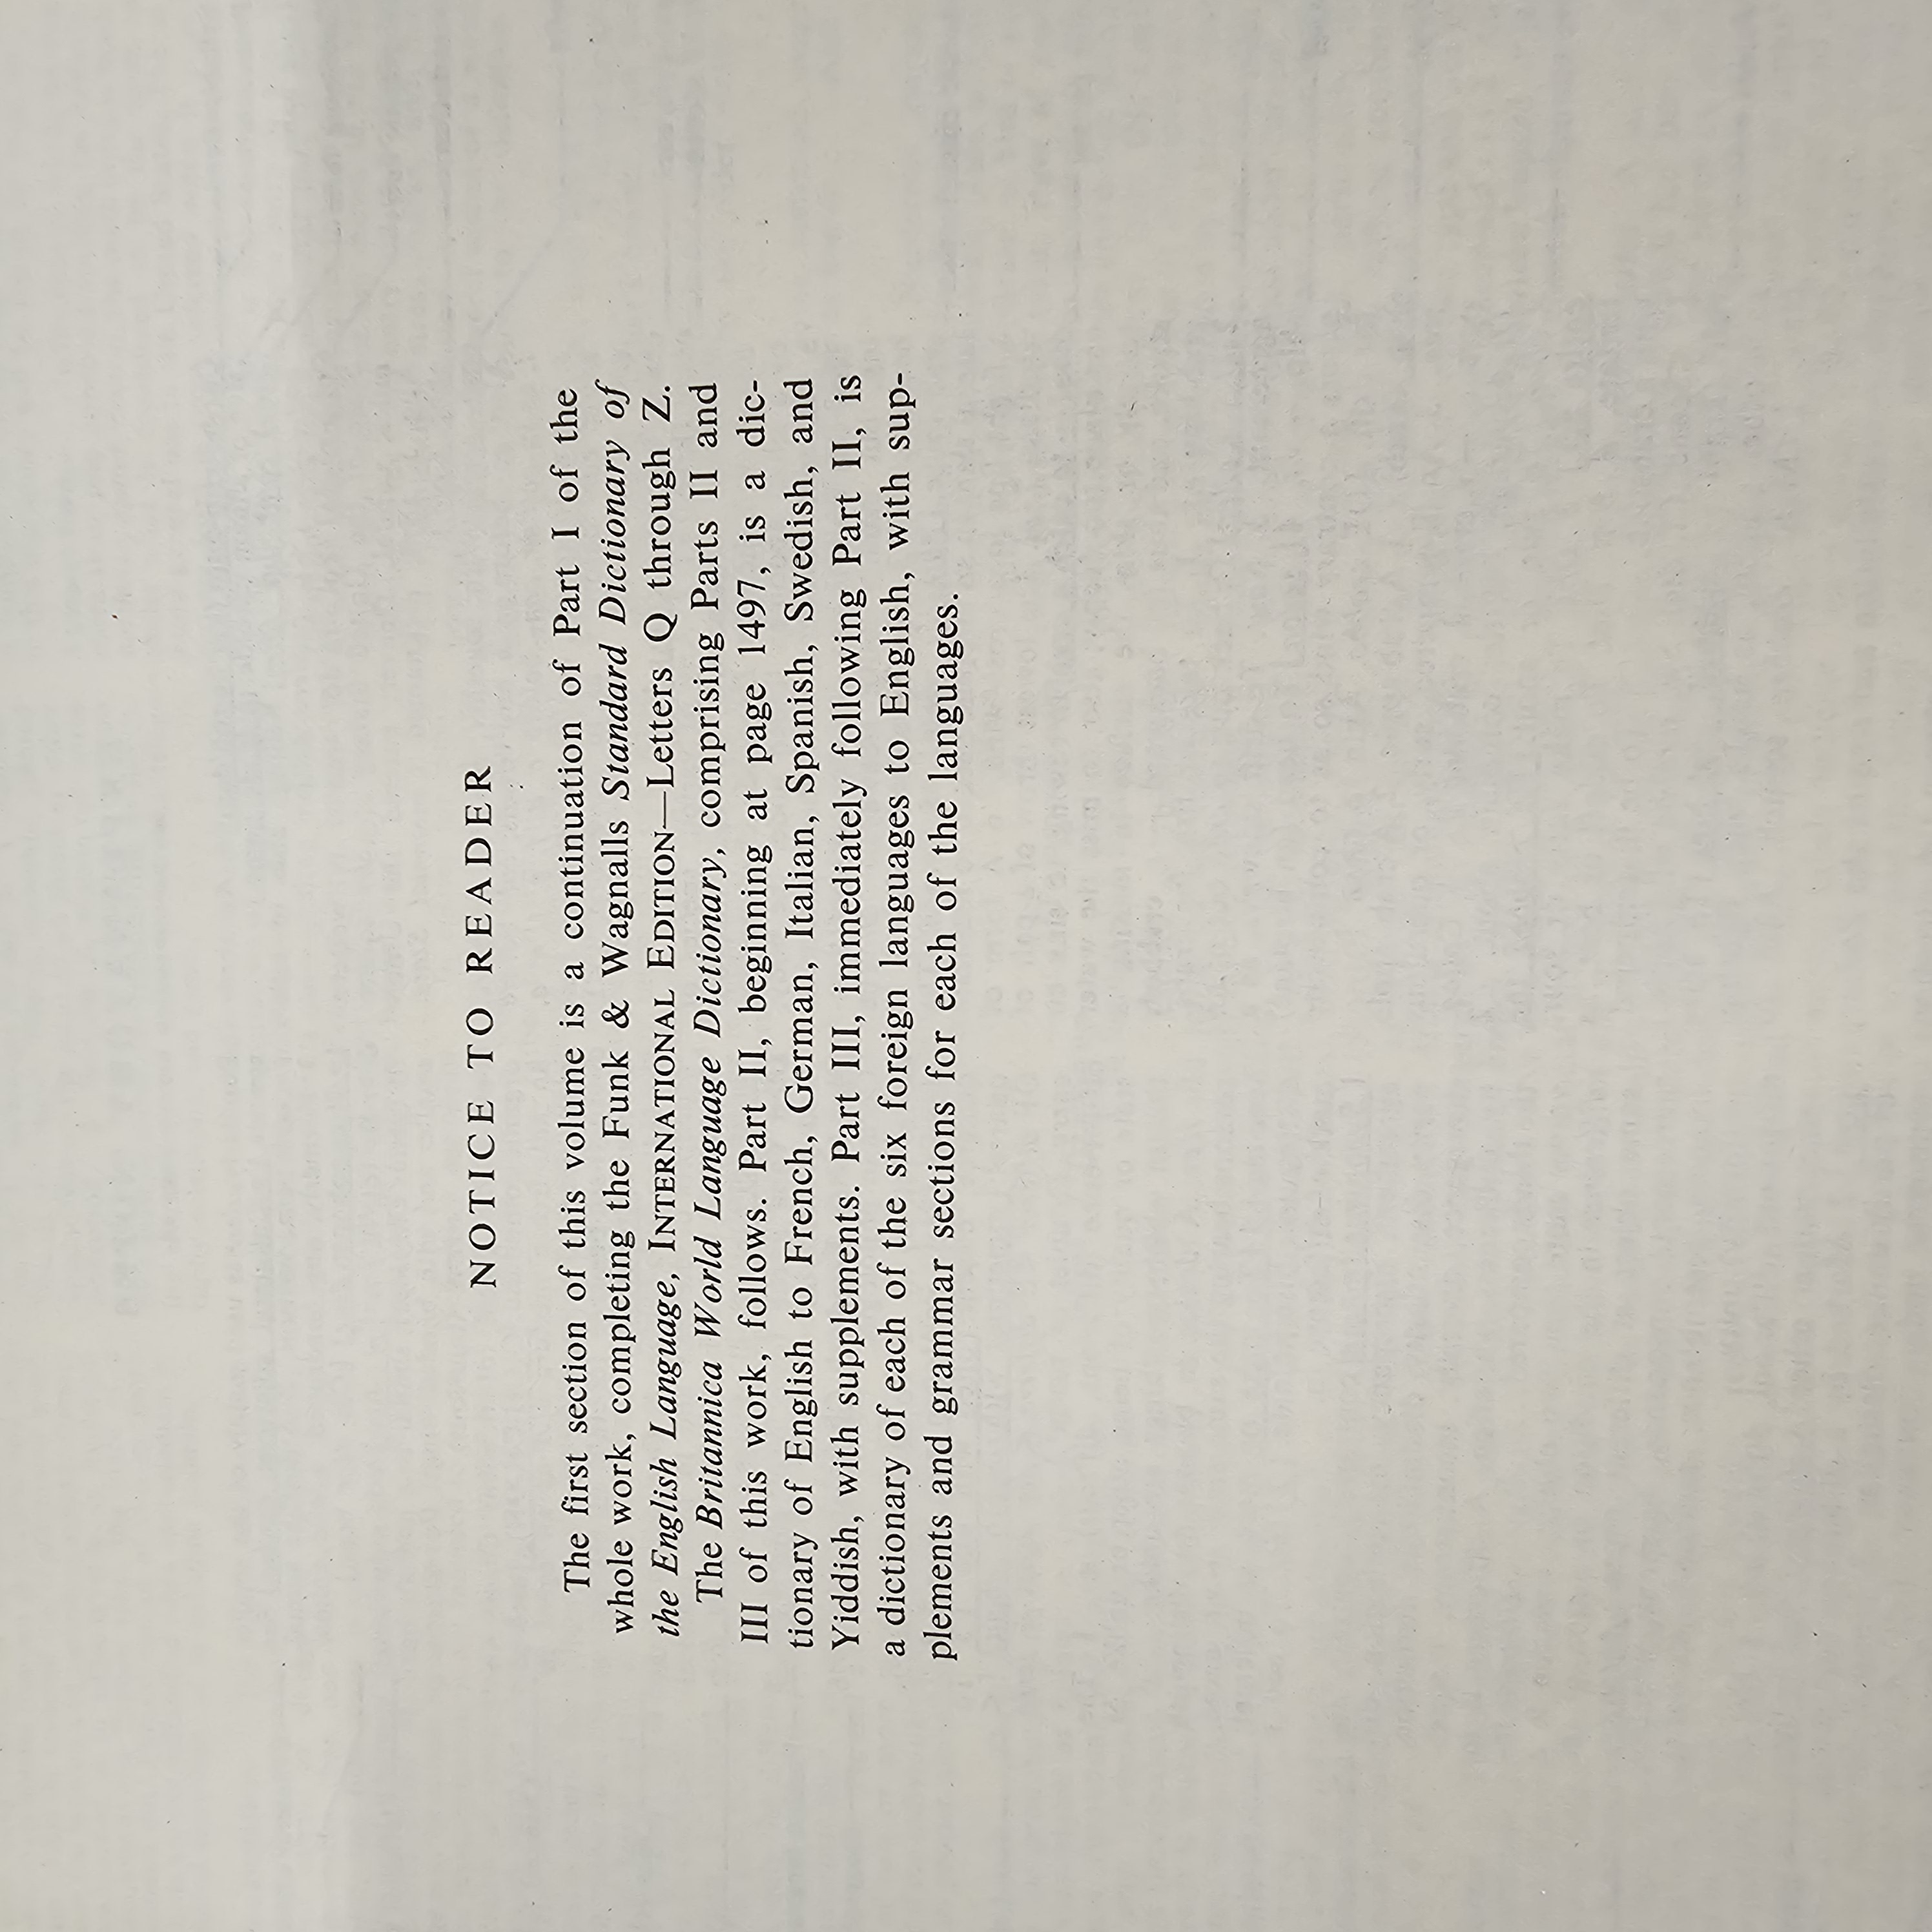 NOTICE TO READER
The first section of this volume is a continuation of Part I of the
whole work, completing the Funk & Wagnalls Standard Dictionary of
the English Language, INTERNATIONAL EDITION—Letters Q through Z.
The Britannica World Language Dictionary, comprising Parts II and
III of this work, follows. Part II, beginning at page 1497, is a dic-
tionary of English to French, German, Italian, Spanish, Swedish, and
Yiddish, with supplements. Part III, immediately following Part II, is
a dictionary of each of the six foreign languages to English, with sup-
plements and grammar sections for each of the languages.